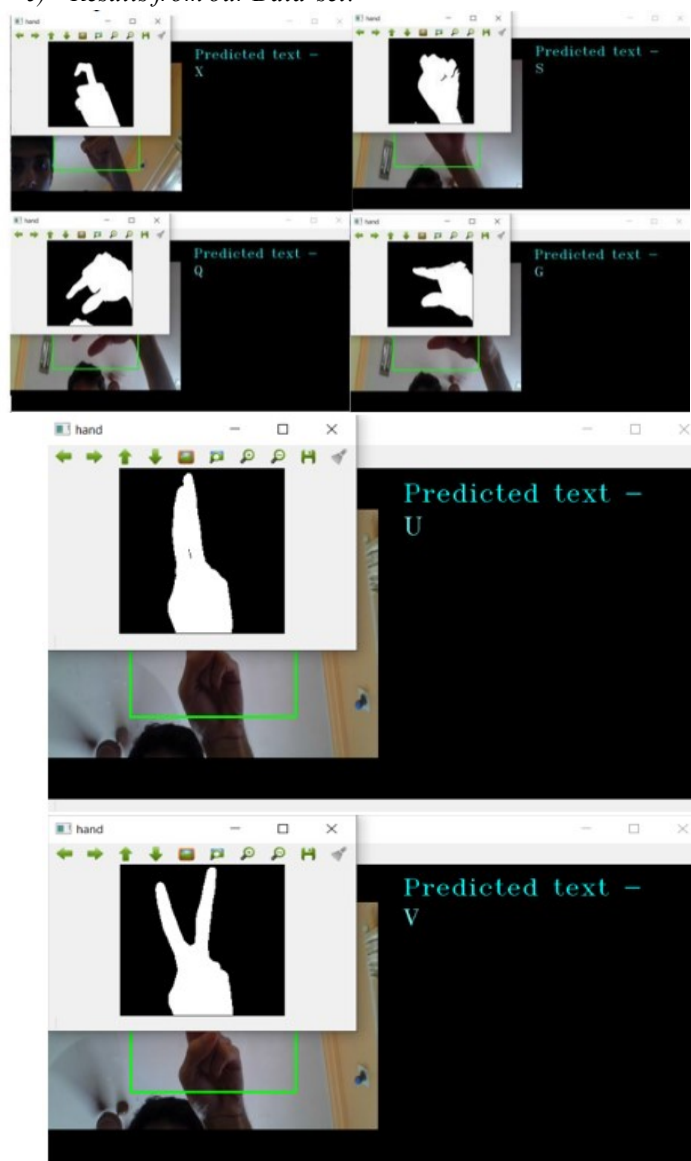 Results from our Data-set:
hand
Predicted text –
X
hand
Predicted text –
S
hand
Predicted text –
Q
hand
Predicted text –
G
hand
Predicted text –
U
hand
Predicted text –
V